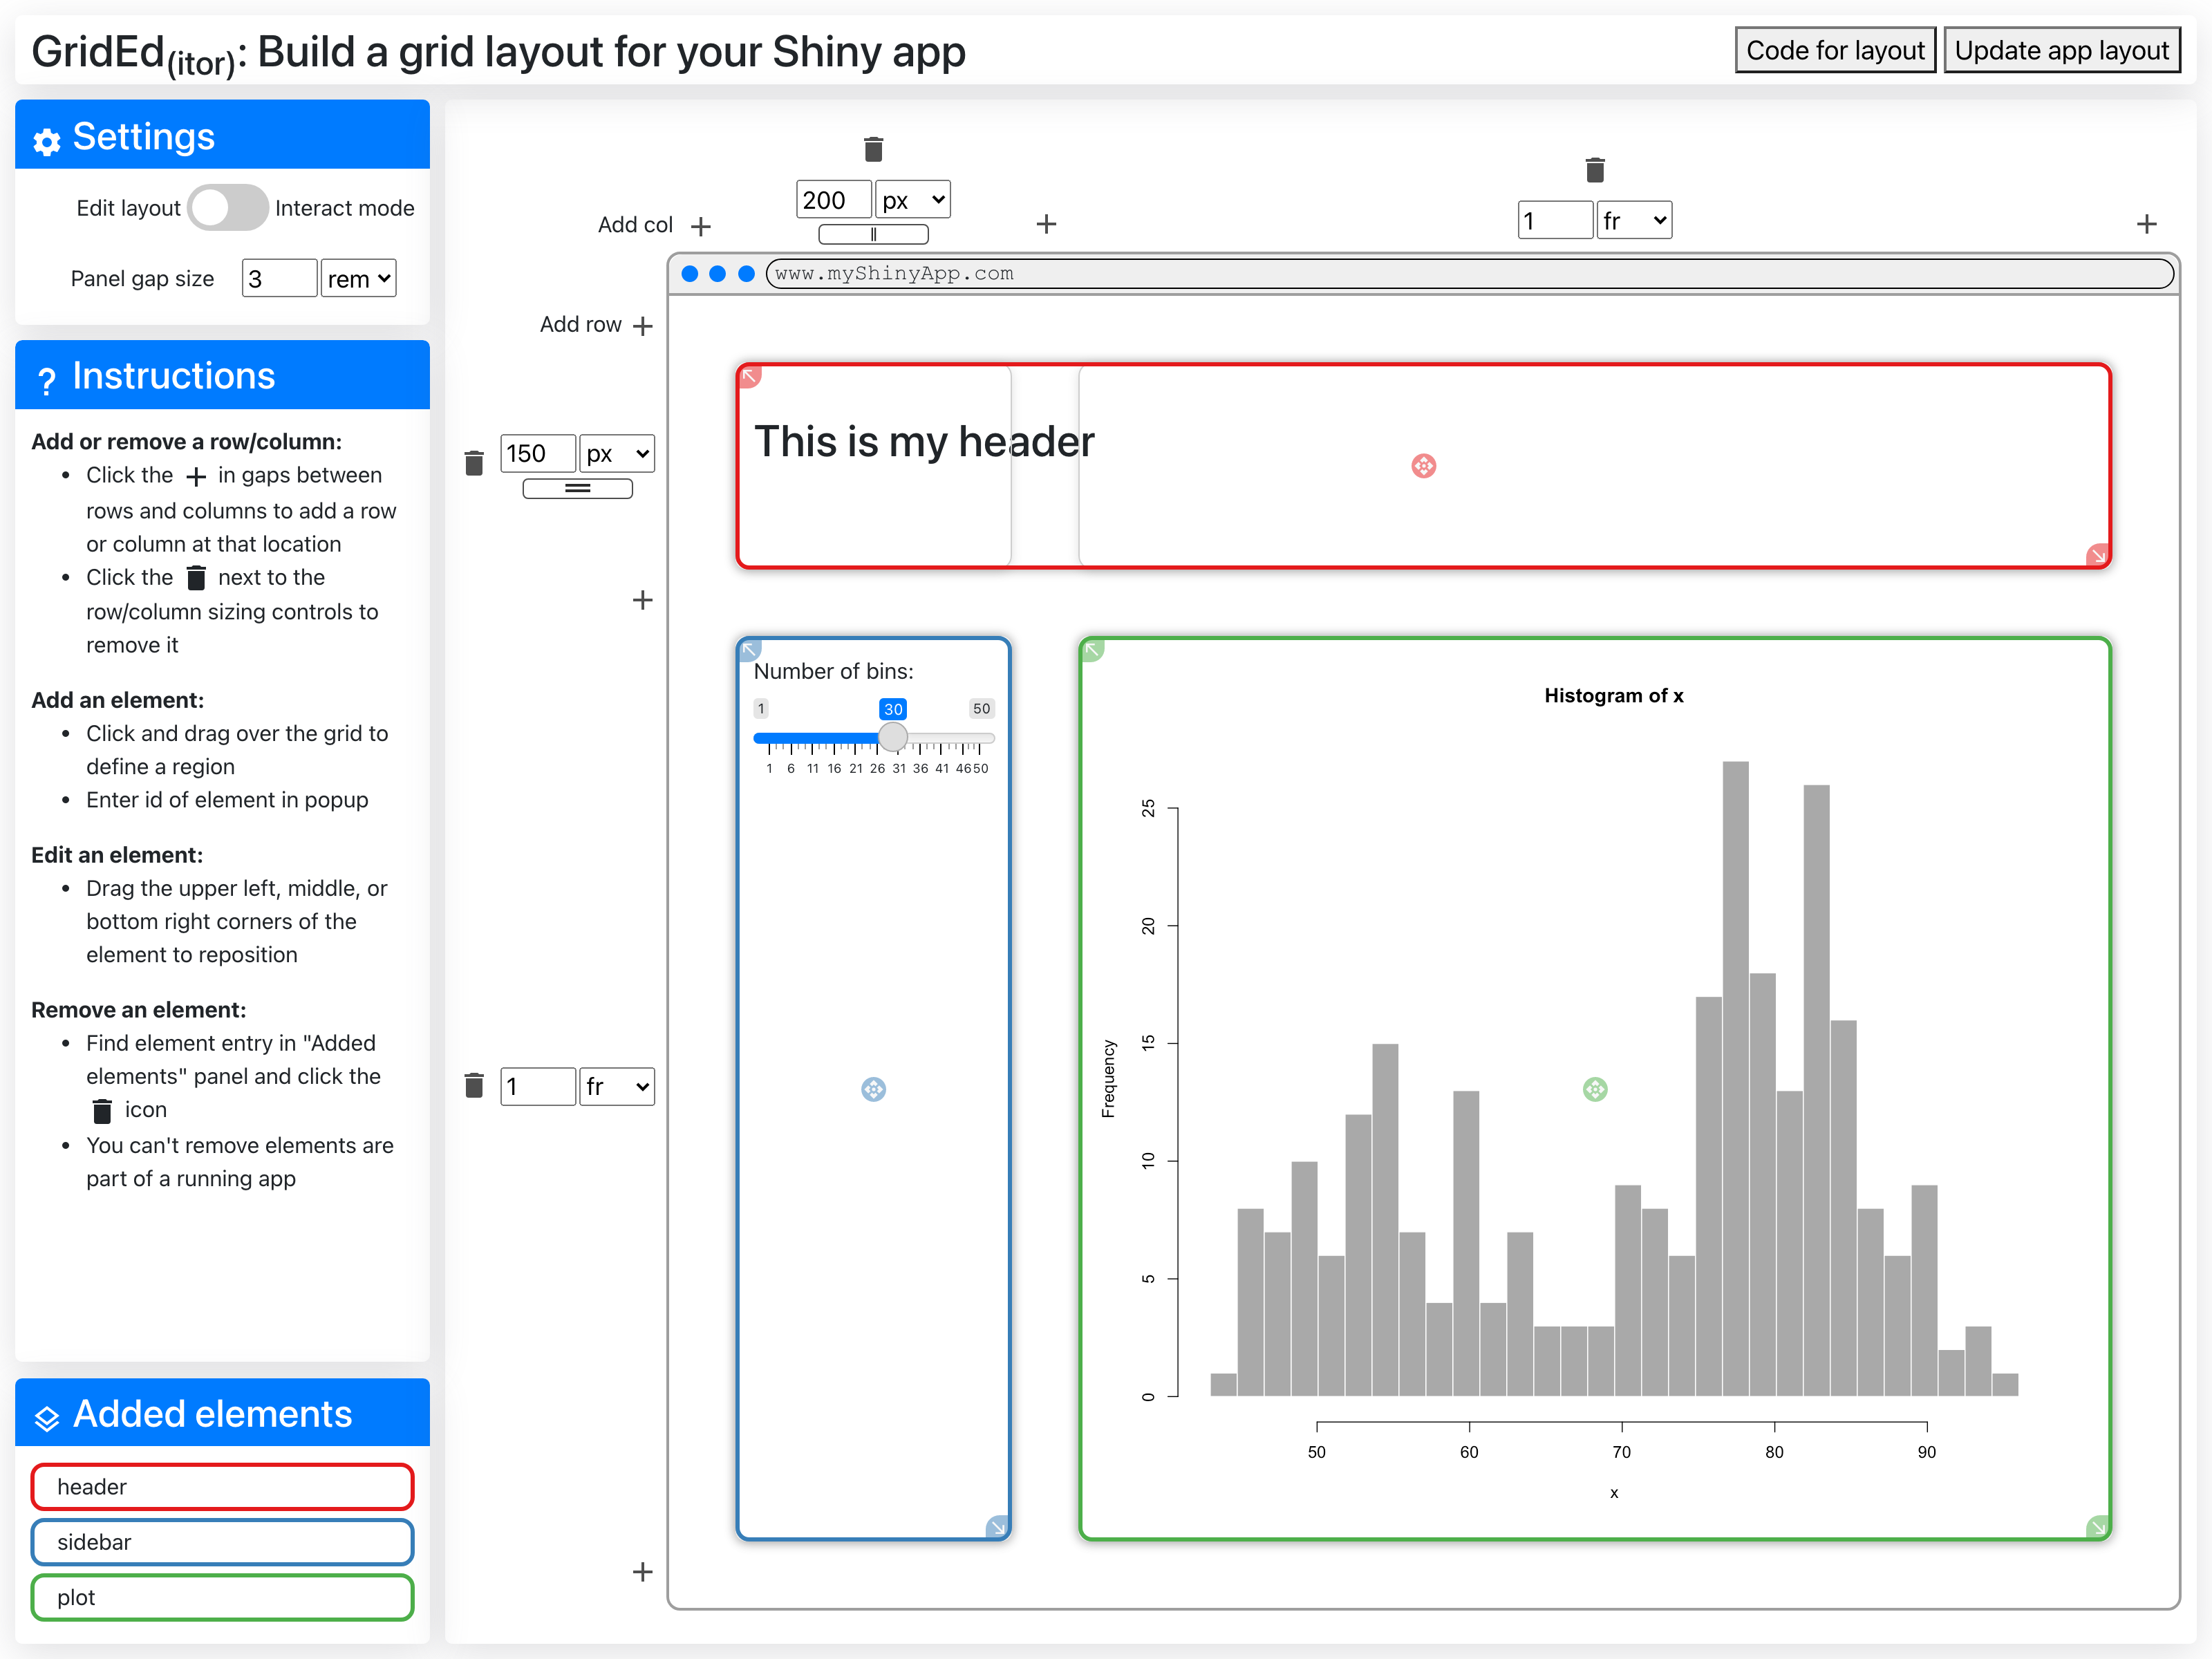 GridEd(itor): Build a grid layout for your Shiny app
Code for layout
Update app layout
Settings
Edit layout
Interact mode
Panel gap size
3
rem
Instructions
Add or remove a row/column:
Click the + in gaps between
rows and columns to add a row
or column at that location
Click the next to the
row/column sizing controls to
remove it
Add an element:
Click and drag over the grid to
define a region
Enter id of element in popup
Edit an element:
Drag the upper left, middle, or
bottom right corners of the
element to reposition
Remove an element:
Find element entry in "Added
elements" panel and click the
icon
You can't remove elements are
part of a running app
Added elements
header
sidebar
plot
Add col
200
px
1
fr
www.myShinyApp.com
Add row
150
px
This is my header
1
fr
Number of bins:
1
30
50
1 6 11 16 21 26 31 36 41 46 50
Histogram of x
Frequency
25
20
15
10
5
0
50 60 70 80 90
x